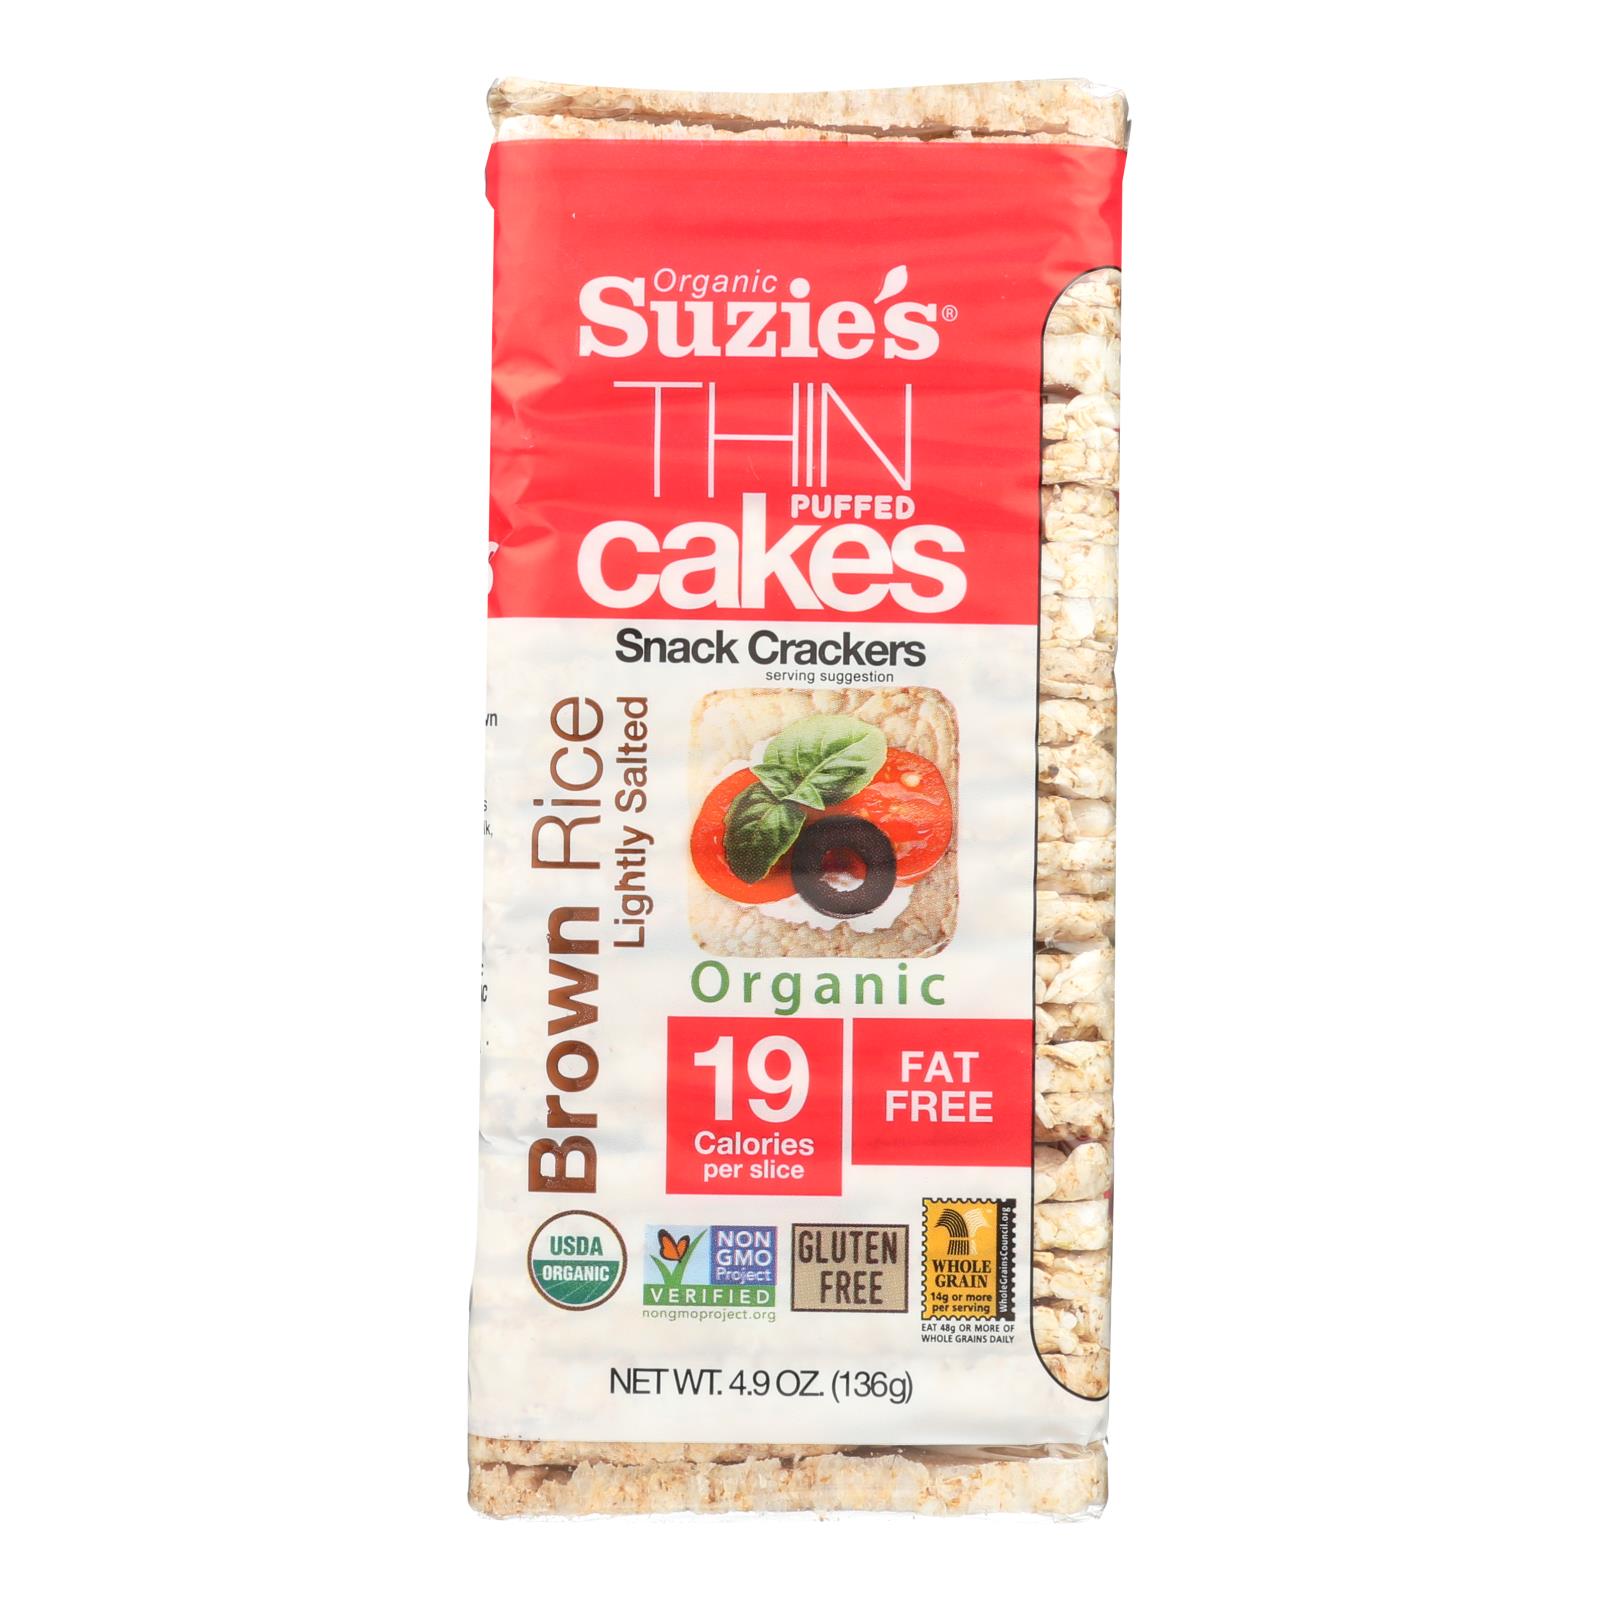 Organic
Suzie's®
THIN
PUFFED
cakes
Snack Crackers
serving suggestion
Brown Rice
Lightly Salted
Organic
19
Calories
per slice
FAT
FREE
USDA
ORGANIC
NON
GMO
Project
VERIFIED
nongmoproject.org
GLUTEN
FREE
WHOLE
GRAIN
14g or more
per serving
WholeGrainsCouncil.org
EAT 48g OR MORE OF
WHOLE GRAINS DAILY
NET WT. 4.9 OZ. (136g)